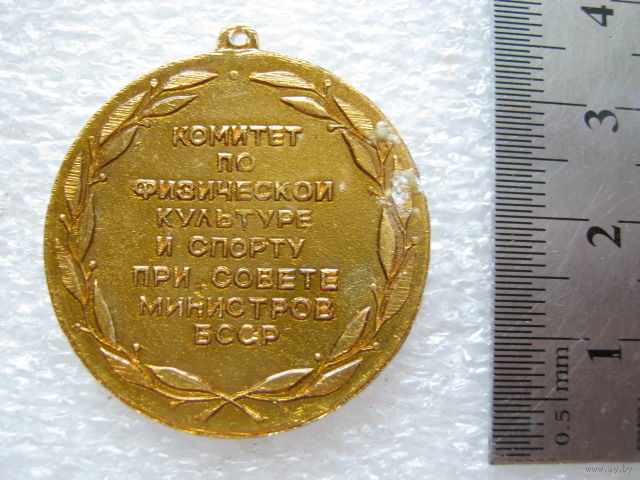 КОМИТЕТ
ПО
ФИЗИЧЕСКОЙ
КУЛЬТУРЕ
И СПОРТУ
ПРИ СОВЕТЕ
МИНИСТРОВ
БССР
4
3
2
1
0.5 mm
www.ay.by